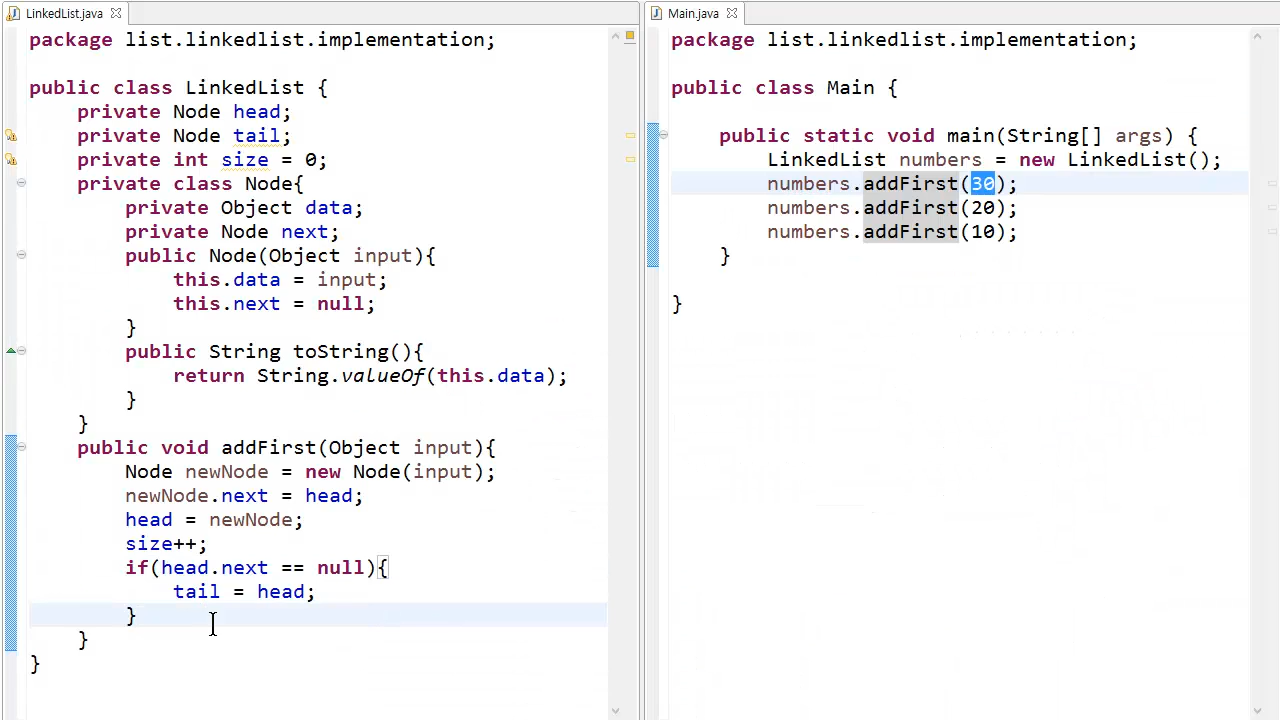 LinkedList.java
package list.linkedlist.implementation;
public class LinkedList {
private Node head;
private Node tail;
private int size = 0;
private class Node{
private Object data;
private Node next;
public Node(Object input){
this.data = input;
this.next = null;
}
public String toString(){
return String.valueOf(this.data);
}
}
public void addFirst(Object input){
Node newNode = new Node(input);
newNode.next = head;
head = newNode;
size++;
if(head.next == null){
tail = head;
}
}
}
Main.java
package list.linkedlist.implementation;
public class Main {
public static void main(String[] args) {
LinkedList numbers = new LinkedList();
numbers.addFirst(30);
numbers.addFirst(20);
numbers.addFirst(10);
}
}